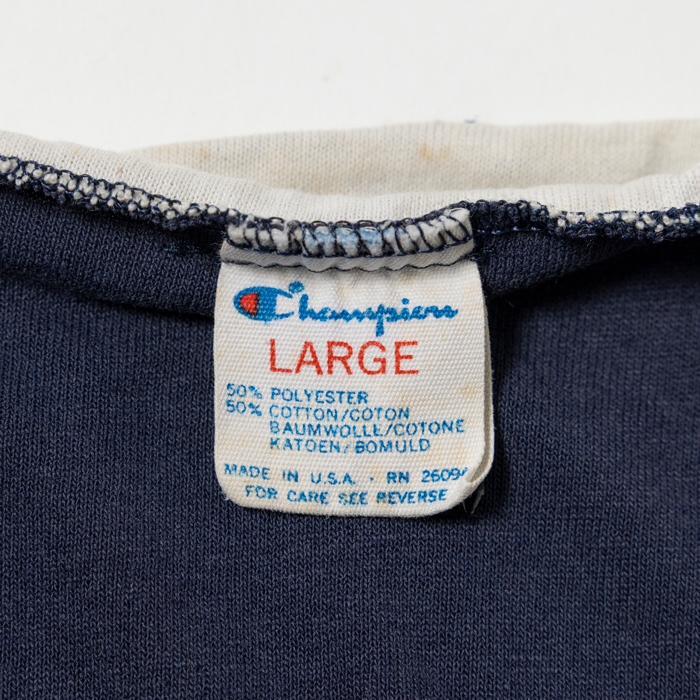 Champion
LARGE
50% POLYESTER
50% COTTON/COTON
BAUMWOLLE/COTONE
KATOEN/BOMULD
MADE IN U.S.A. · RN 26094
FOR CARE SEE REVERSE